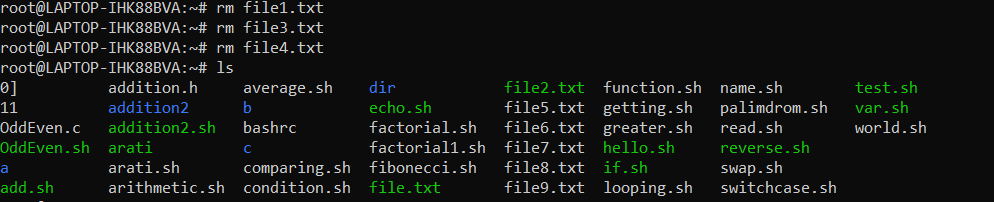 root@LAPTOP-IHK88BVA:~# rm file1.txt
root@LAPTOP-IHK88BVA:~# rm file3.txt
root@LAPTOP-IHK88BVA:~# rm file4.txt
root@LAPTOP-IHK88BVA:~# ls
0] addition.h average.sh dir file2.txt function.sh name.sh test.sh
11 addition2 b echo.sh file5.txt getting.sh palimdrom.sh var.sh
OddEven.c addition2.sh bashrc factorial.sh file6.txt greater.sh read.sh world.sh
OddEven.sh arati c factorial1.sh file7.txt hello.sh reverse.sh
a arati.sh comparing.sh fibonecci.sh file8.txt if.sh swap.sh
add.sh arithmetic.sh condition.sh file.txt file9.txt looping.sh switchcase.sh